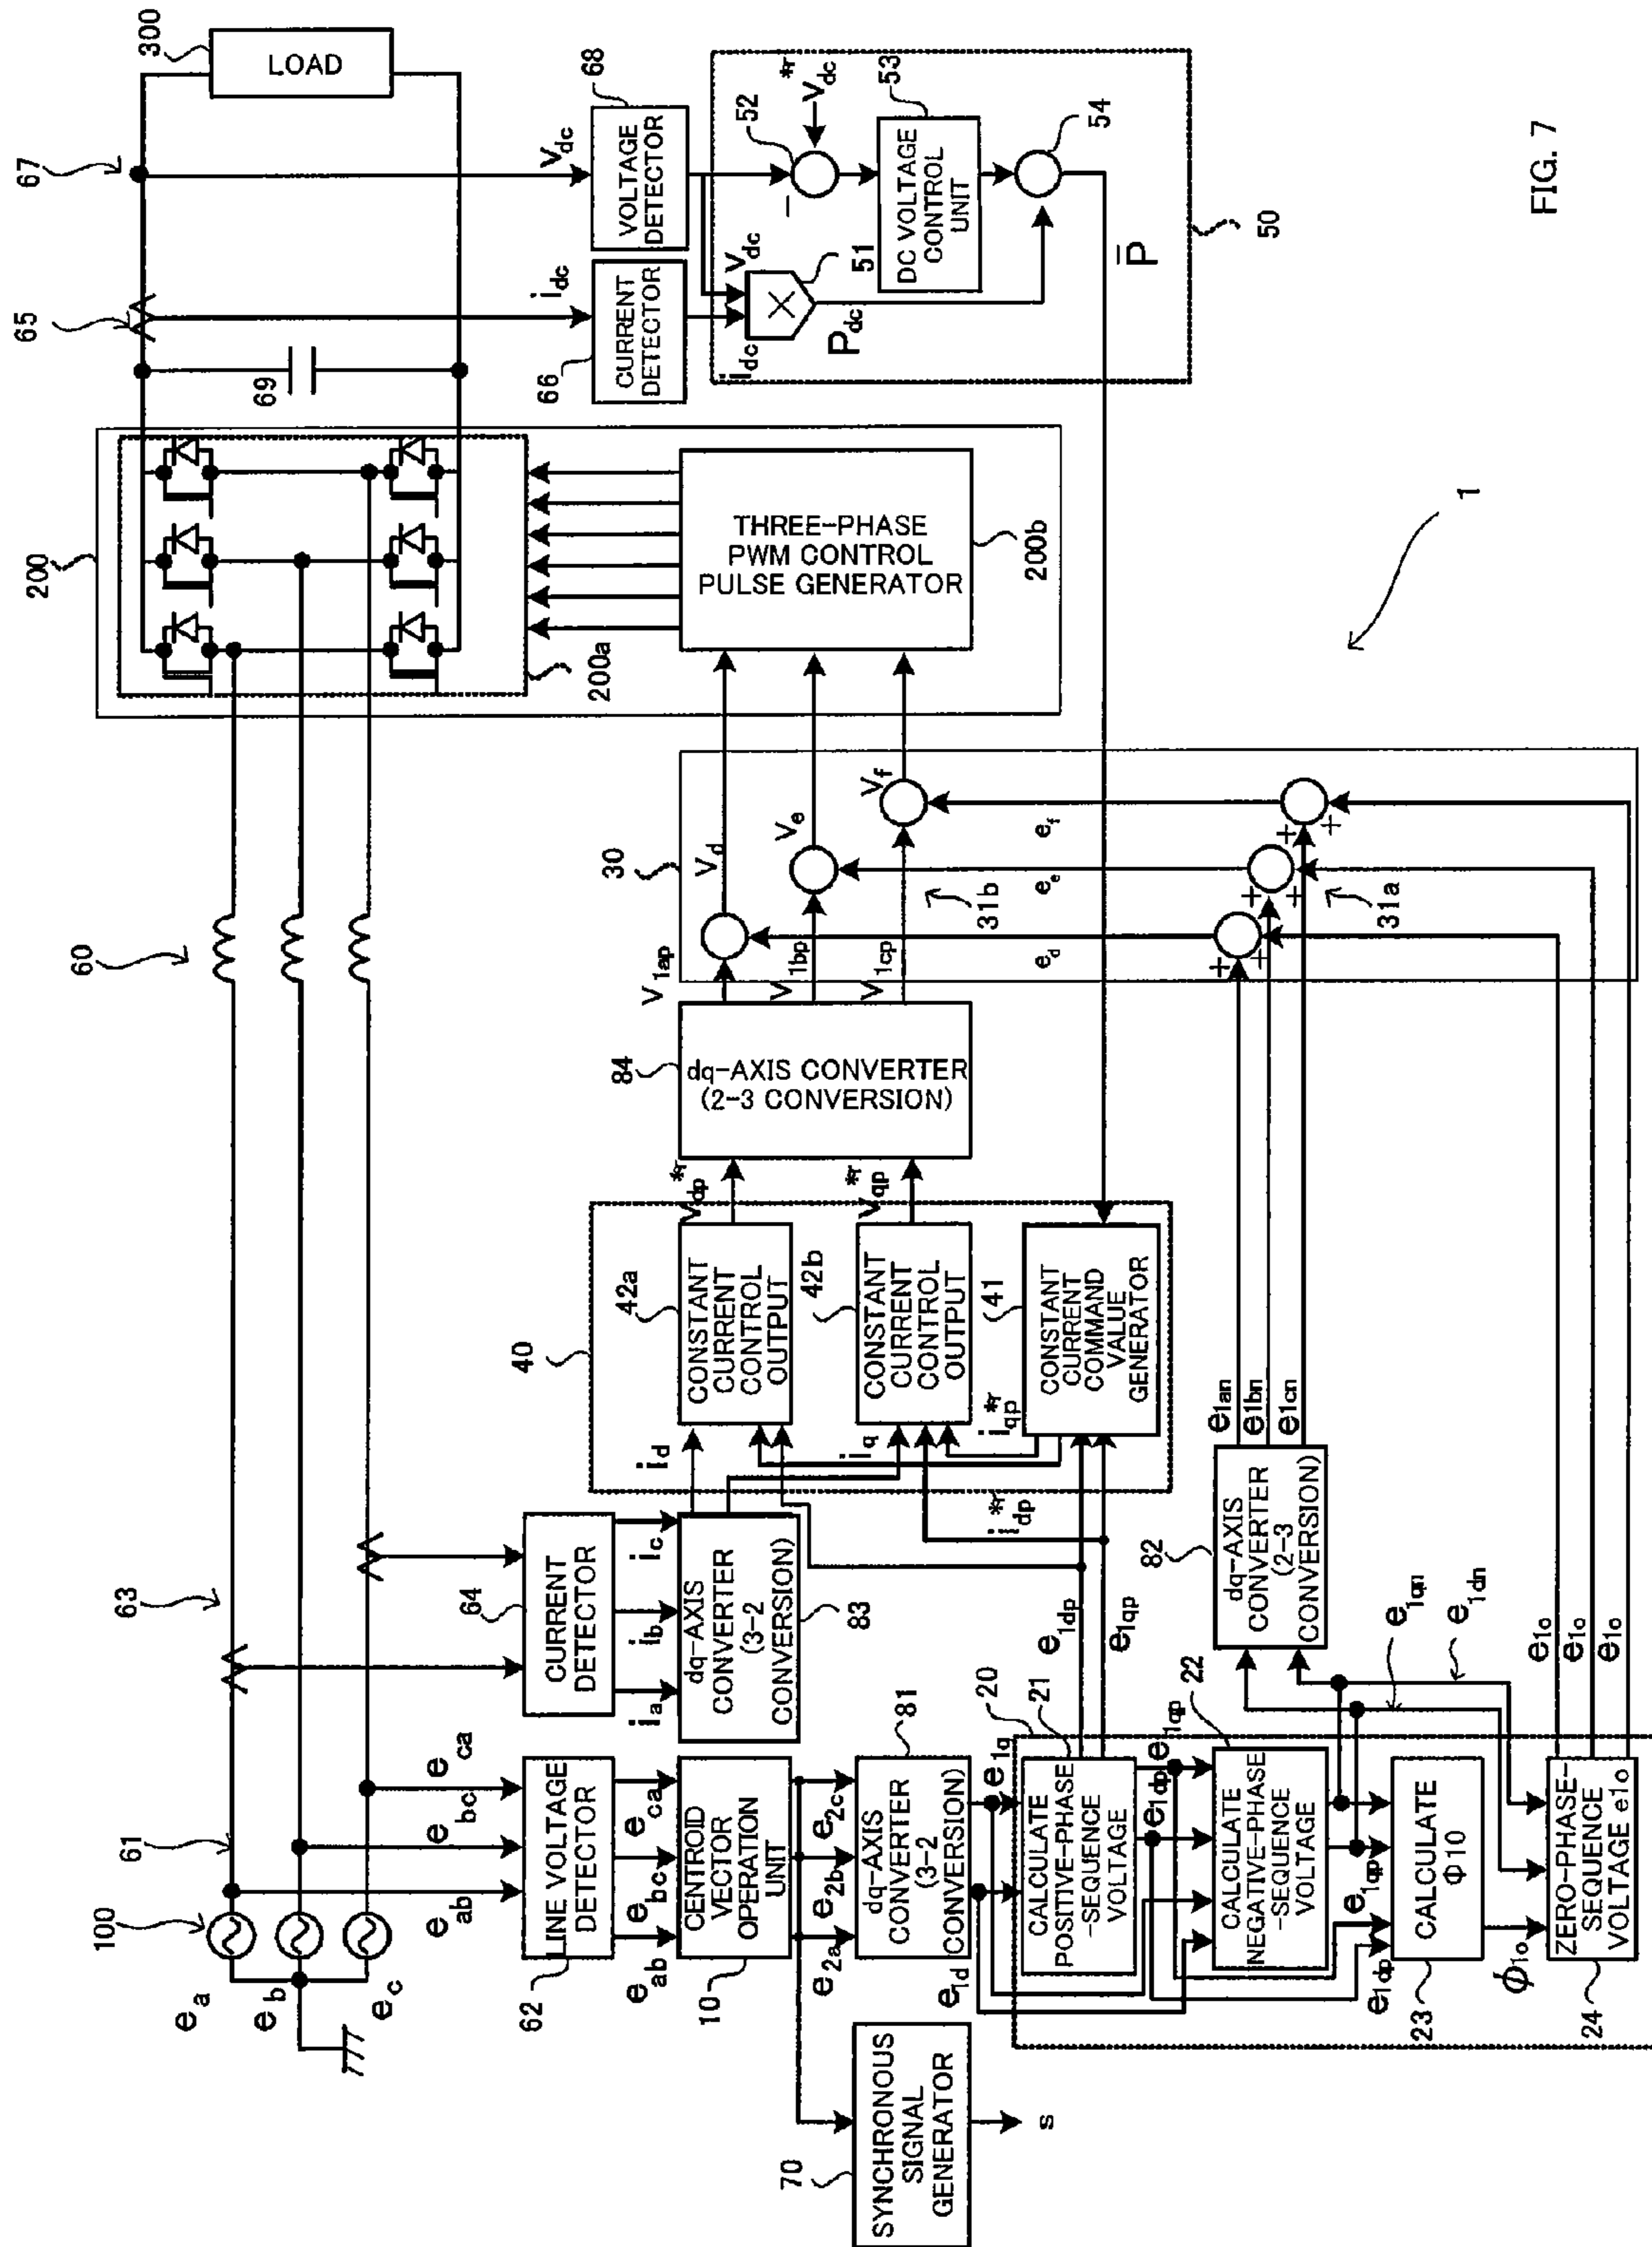 100
e_a
e_b
e_c
61
63
60
200
200a
69
65
67
300
LOAD
e_ab
e_bc
e_ca
62
LINE VOLTAGE
DETECTOR
e_ab
e_bc
e_ca
64
CURRENT
DETECTOR
i_a
i_b
i_c
i_dc
V_dc
66
CURRENT
DETECTOR
68
VOLTAGE
DETECTOR
10
CENTROID
VECTOR
OPERATION
UNIT
e_2a
e_2b
e_2c
83
dq-AXIS
CONVERTER
(3-2
CONVERSION)
i_d
i_q
70
SYNCHRONOUS
SIGNAL
GENERATOR
s
81
dq-AXIS
CONVERTER
(3-2
CONVERSION)
e_1d
e_1q
40
42a
CONSTANT
CURRENT
CONTROL
OUTPUT
42b
CONSTANT
CURRENT
CONTROL
OUTPUT
41
CONSTANT
CURRENT
COMMAND
VALUE
GENERATOR
i_dp^*r
i_qp^*r
V_dp^*r
V_qp^*r
84
dq-AXIS CONVERTER
(2-3 CONVERSION)
V_1ap
V_1bp
V_1cp
30
V_d
V_e
V_f
31b
e_d
e_e
e_f
31a
+
+
+
+
+
+
THREE-PHASE
PWM CONTROL
PULSE GENERATOR
200b
i_dc
V_dc
51
×
P_dc
52
-
V_dc^*r
53
DC VOLTAGE
CONTROL
UNIT
54
P̄
50
20
21
CALCULATE
POSITIVE-PHASE
-SEQUENCE
VOLTAGE
e_1dp
e_1qp
e_1dp
e_1qp
22
CALCULATE
NEGATIVE-PHASE
-SEQUENCE
VOLTAGE
e_1dp
e_1qp
23
CALCULATE
Φ10
ϕ_1o
24
ZERO-PHASE-
SEQUENCE
VOLTAGE e1o
e_1qn
e_1dn
82
dq-AXIS
CONVERTER
(2-3
CONVERSION)
e_1an
e_1bn
e_1cn
e_1o
e_1o
e_1o
1
FIG. 7